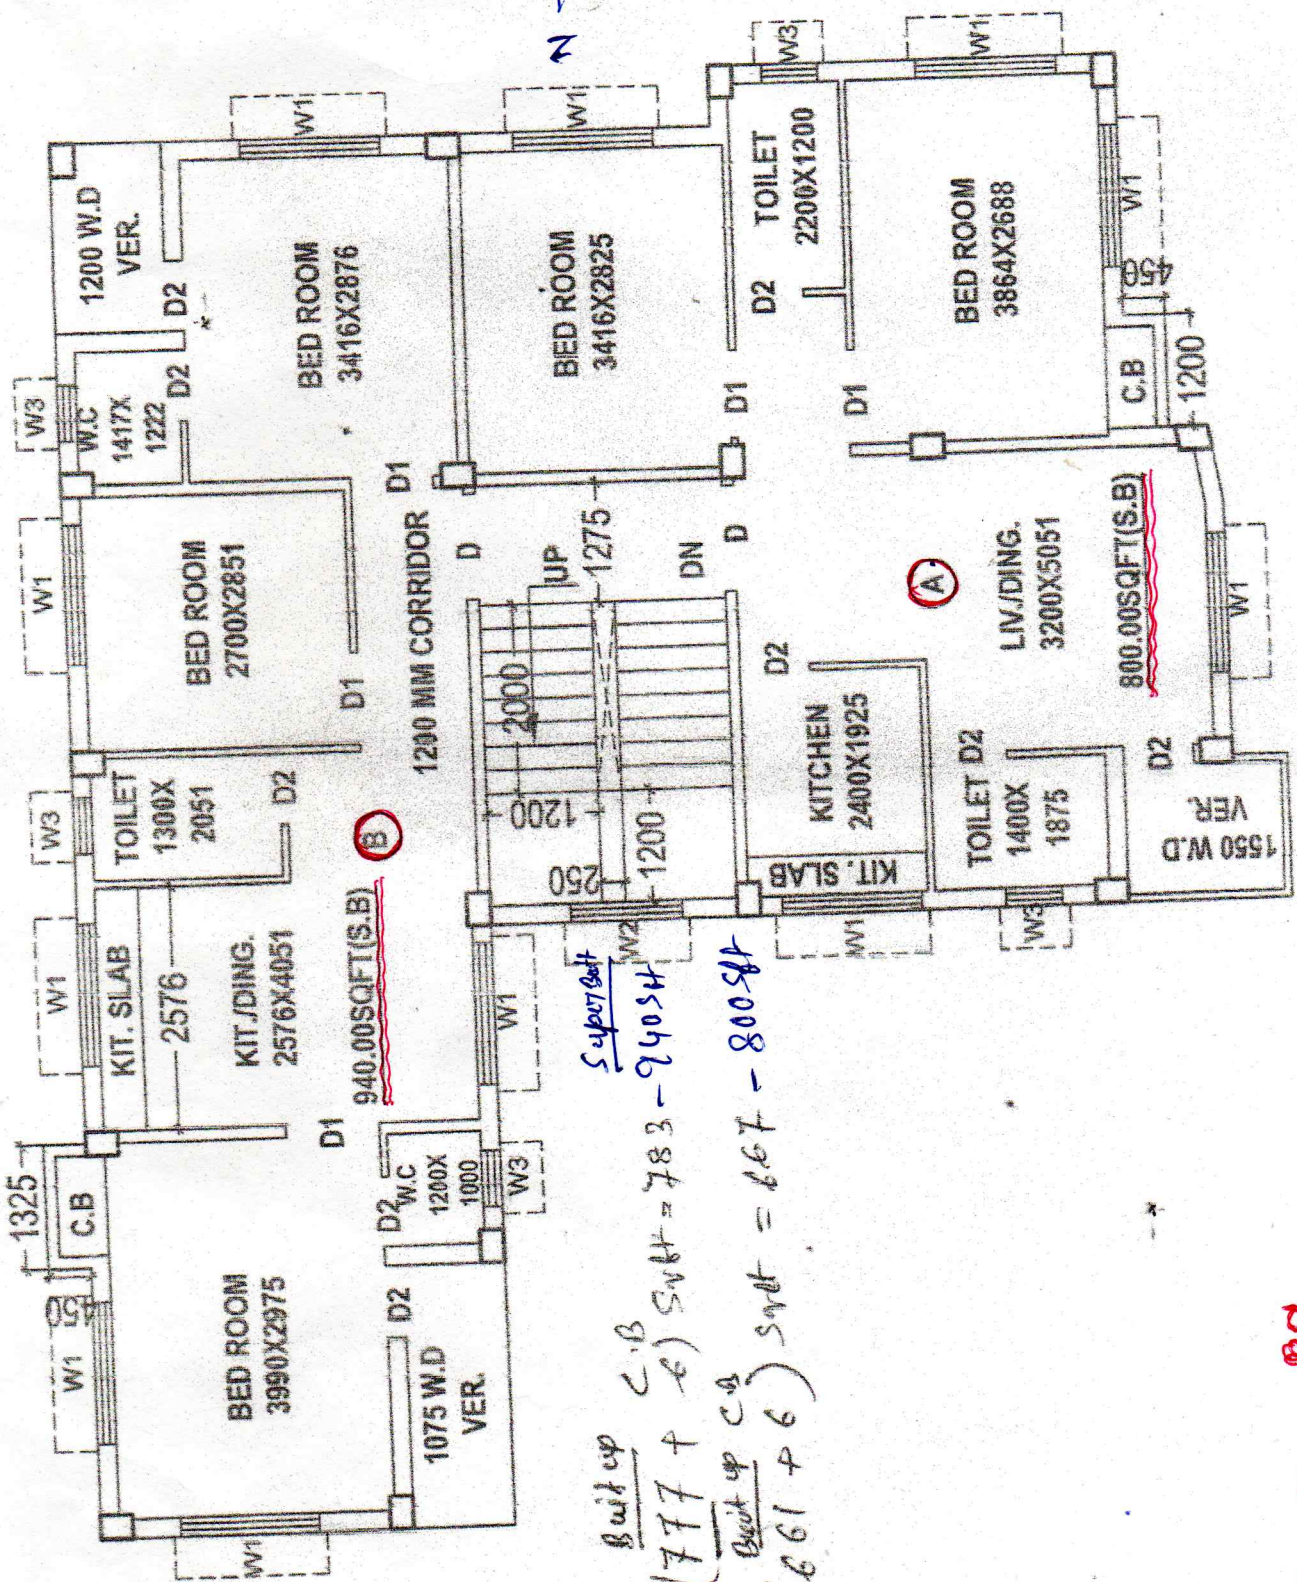 1325
W1
C.B
450
BED ROOM
3990X2975
W1
1075 W.D
VER.
D2
D2
W.C
1200X
1000
W3
D1
W1
KIT. SLAB
2576
KIT./DING.
2576X4051
940.00SQFT(S.B)
B
W1
W3
TOILET
1300X
2051
D2
W1
BED ROOM
2700X2851
D1
1200 MM CORRIDOR
D1
W3
W.C
1417X
1222
D2
1200 W.D
VER.
D2
W1
BED ROOM
3416X2876
W1
BED ROOM
3416X2825
D
UP
1275
DN
D
2000
1200
250
1200
W2
D1
W3
TOILET
2200X1200
D2
D1
W1
BED ROOM
3864X2688
W1
450
C.B
1200
KITCHEN
2400X1925
D2
KIT. SLAB
W1
A
LIV./DING.
3200X5051
800.00SQFT(S.B)
W1
TOILET
1400X
1875
D2
W3
D2
1550 W.D
VER.
N
Built up C.B Super Built
(777 + 6) Sqft = 783 - 940 Sft
Built up C.B
661 + 6) Sqft = 667 - 800 Sft